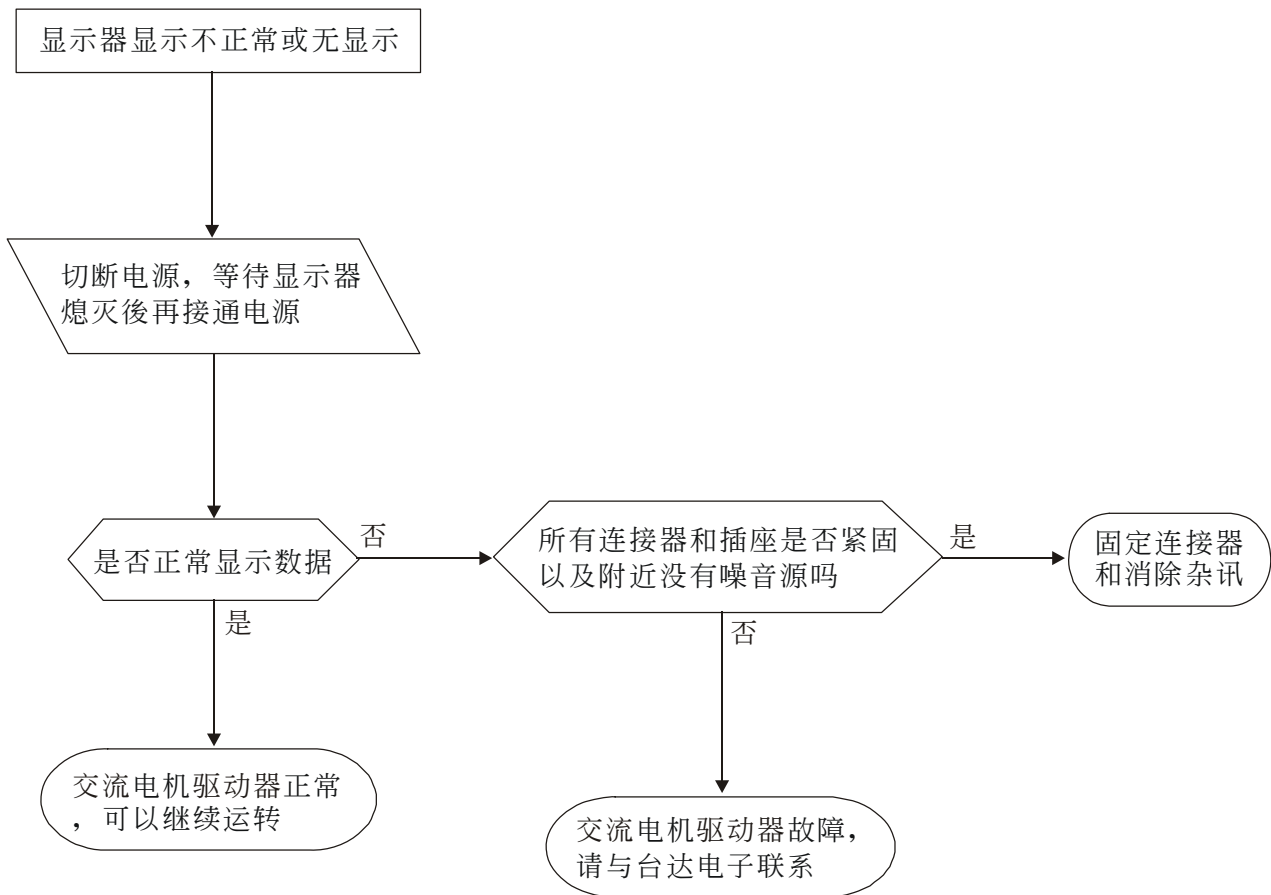 显示器显示不正常或无显示
切断电源，等待显示器
熄灭後再接通电源
是否正常显示数据
否
所有连接器和插座是否紧固
以及附近没有噪音源吗
是
固定连接器
和消除杂讯
是
否
交流电机驱动器正常
，可以继续运转
交流电机驱动器故障，
请与台达电子联系